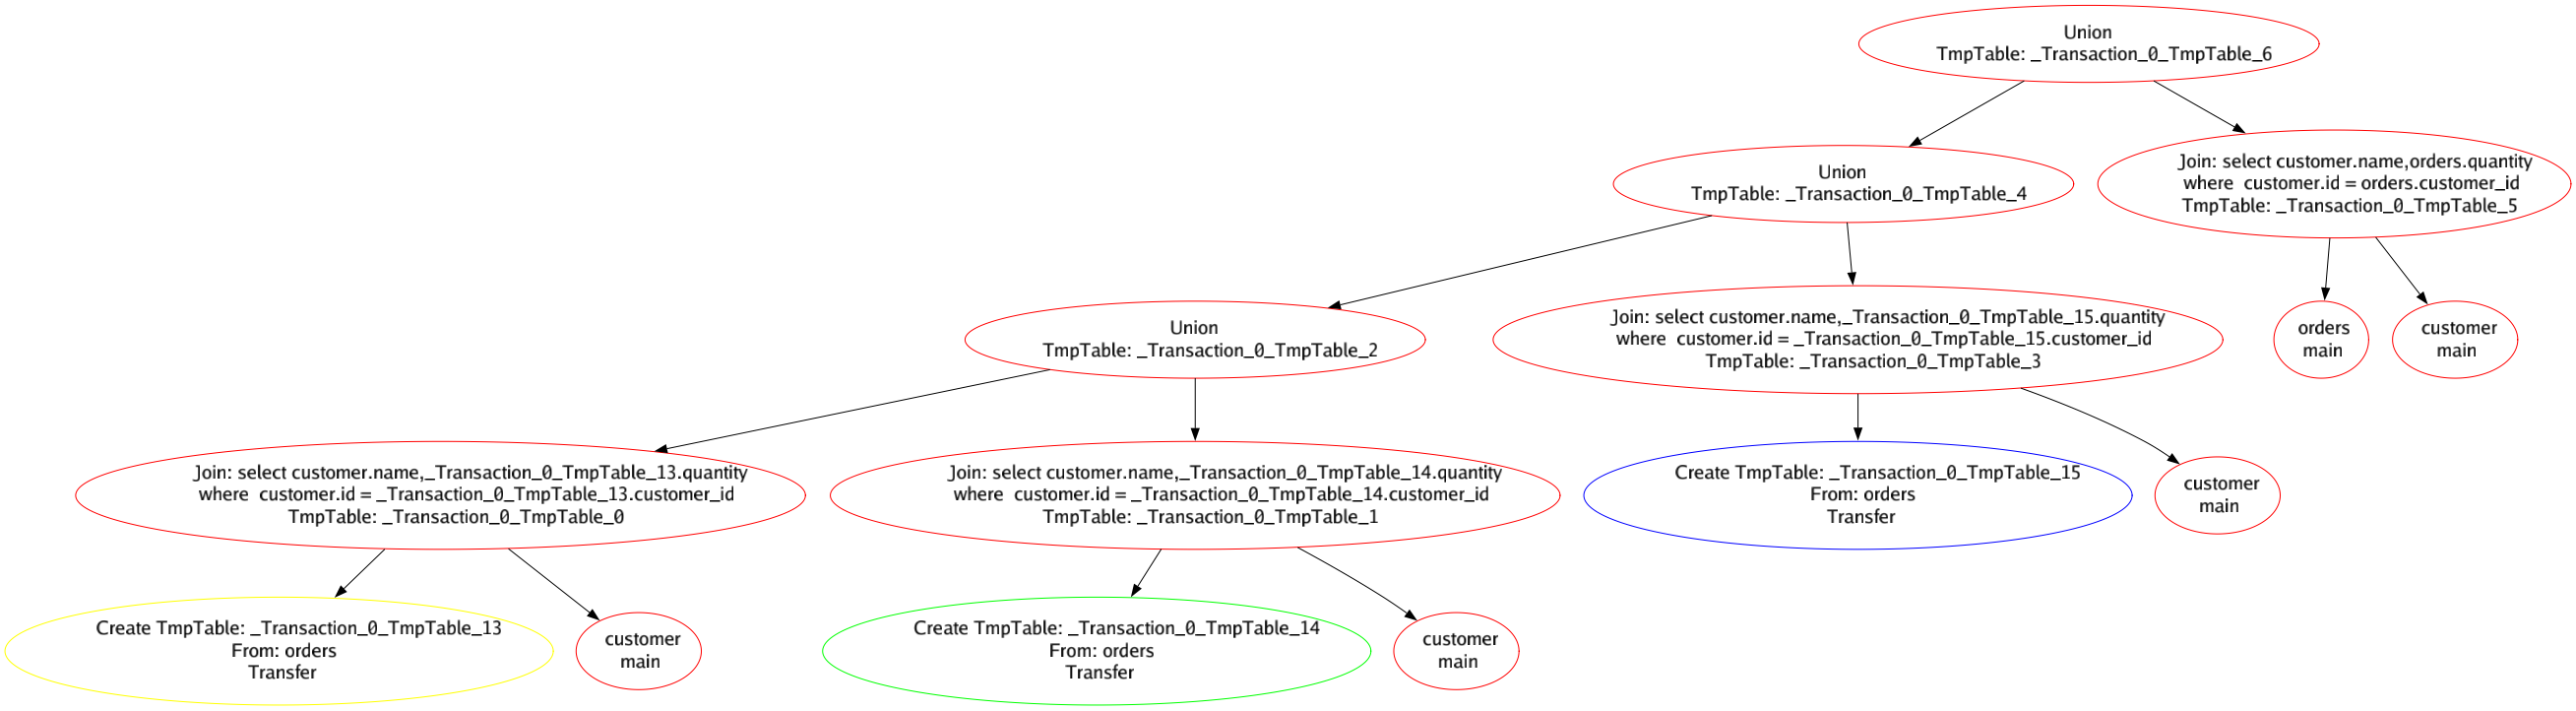 Union
TmpTable: _Transaction_0_TmpTable_6
Join: select customer.name,orders.quantity
where  customer.id = orders.customer_id
TmpTable: _Transaction_0_TmpTable_5
Union
TmpTable: _Transaction_0_TmpTable_4
Union
TmpTable: _Transaction_0_TmpTable_2
Join: select customer.name,_Transaction_0_TmpTable_15.quantity
where  customer.id = _Transaction_0_TmpTable_15.customer_id
TmpTable: _Transaction_0_TmpTable_3
orders
main
customer
main
Join: select customer.name,_Transaction_0_TmpTable_13.quantity
where  customer.id = _Transaction_0_TmpTable_13.customer_id
TmpTable: _Transaction_0_TmpTable_0
Join: select customer.name,_Transaction_0_TmpTable_14.quantity
where  customer.id = _Transaction_0_TmpTable_14.customer_id
TmpTable: _Transaction_0_TmpTable_1
Create TmpTable: _Transaction_0_TmpTable_15
From: orders
Transfer
customer
main
Create TmpTable: _Transaction_0_TmpTable_13
From: orders
Transfer
customer
main
Create TmpTable: _Transaction_0_TmpTable_14
From: orders
Transfer
customer
main